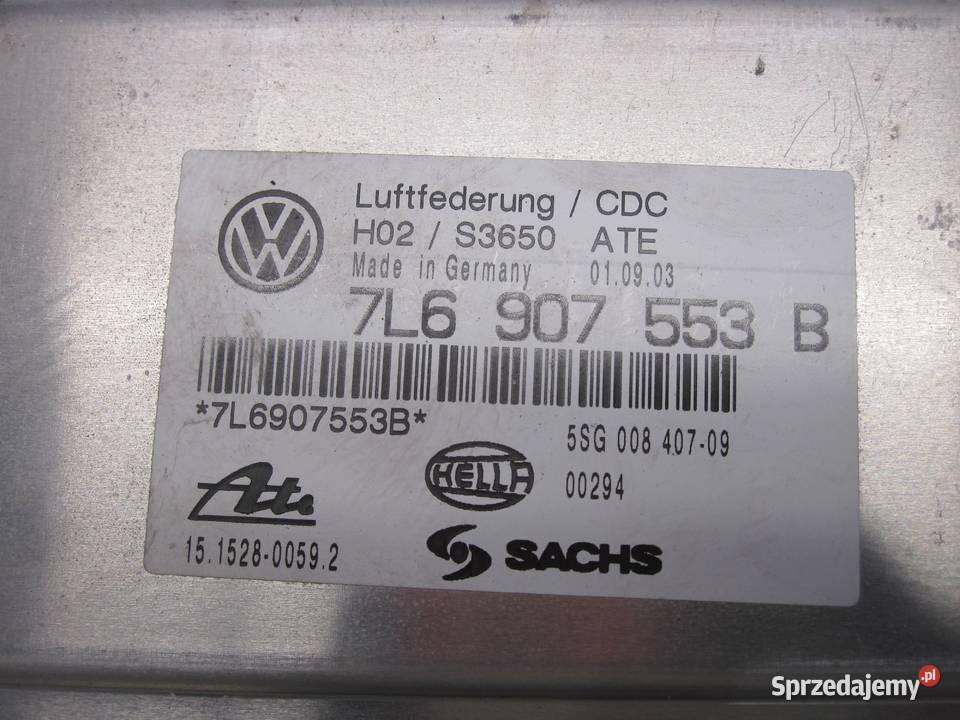 Luftfederung / CDC
H02 / S3650 ATE
Made in Germany 01.09.03
7L6 907 553 B
*7L6907553B*
5SG 008 407-09
00294
HELLA
Ate
15.1528-0059.2
SACHS
Sprzedajemy.pl